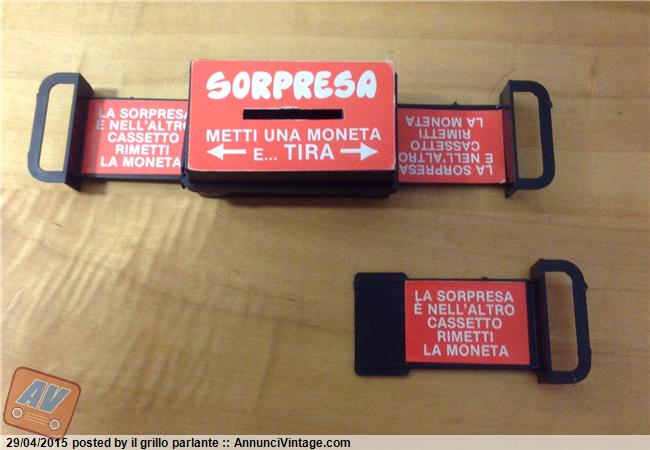 SORPRESA
METTI UNA MONETA
E... TIRA
LA SORPRESA
È NELL'ALTRO
CASSETTO
RIMETTI
LA MONETA
LA SORPRESA
È NELL'ALTRO
CASSETTO
RIMETTI
LA MONETA
LA SORPRESA
È NELL'ALTRO
CASSETTO
RIMETTI
LA MONETA
AV
29/04/2015 posted by il grillo parlante :: AnnunciVintage.com